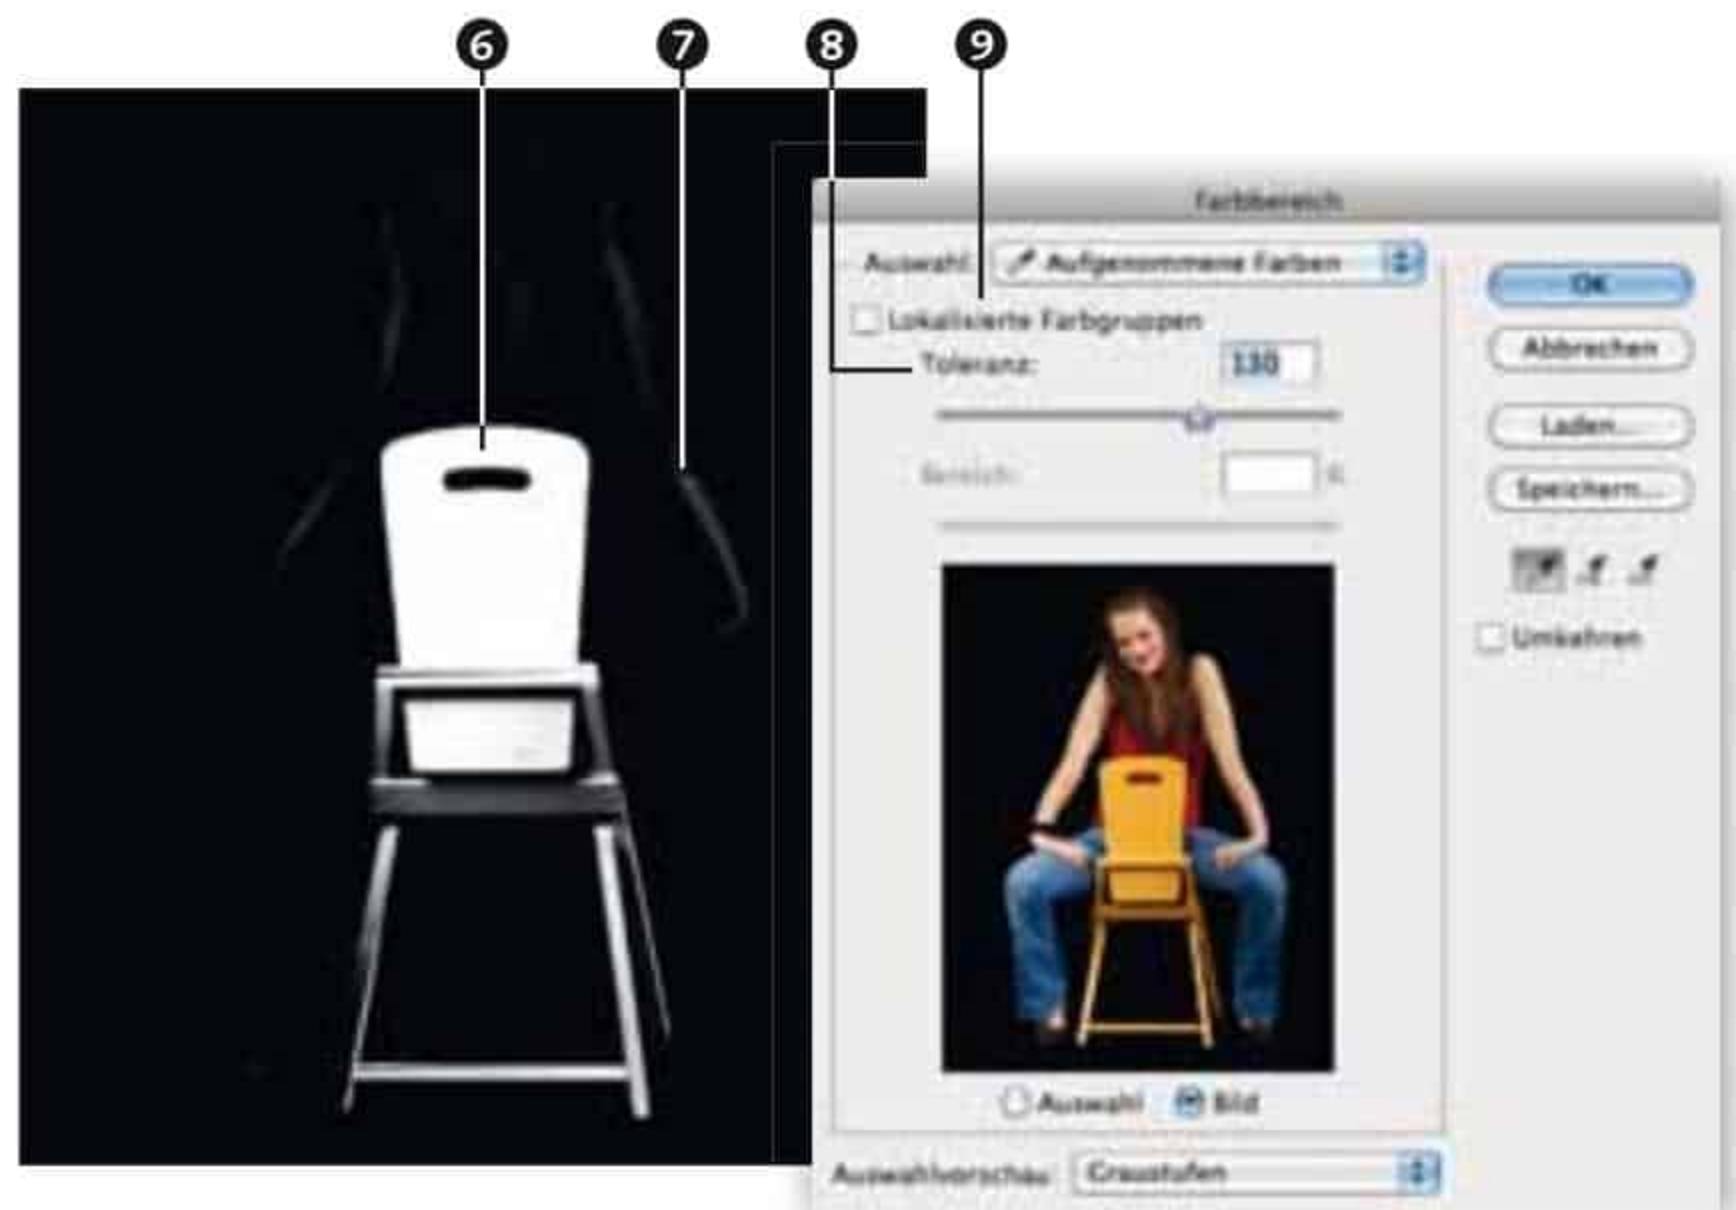 6 7 8 9
Farbbereich
Auswahl: Aufgenommene Farben
OK
Lokalisierte Farbgruppen
Abbrechen
Toleranz: 130
Laden...
Bereich:
Speichern...
Umkehren
Auswahl Bild
Auswahlvorschau: Graustufen